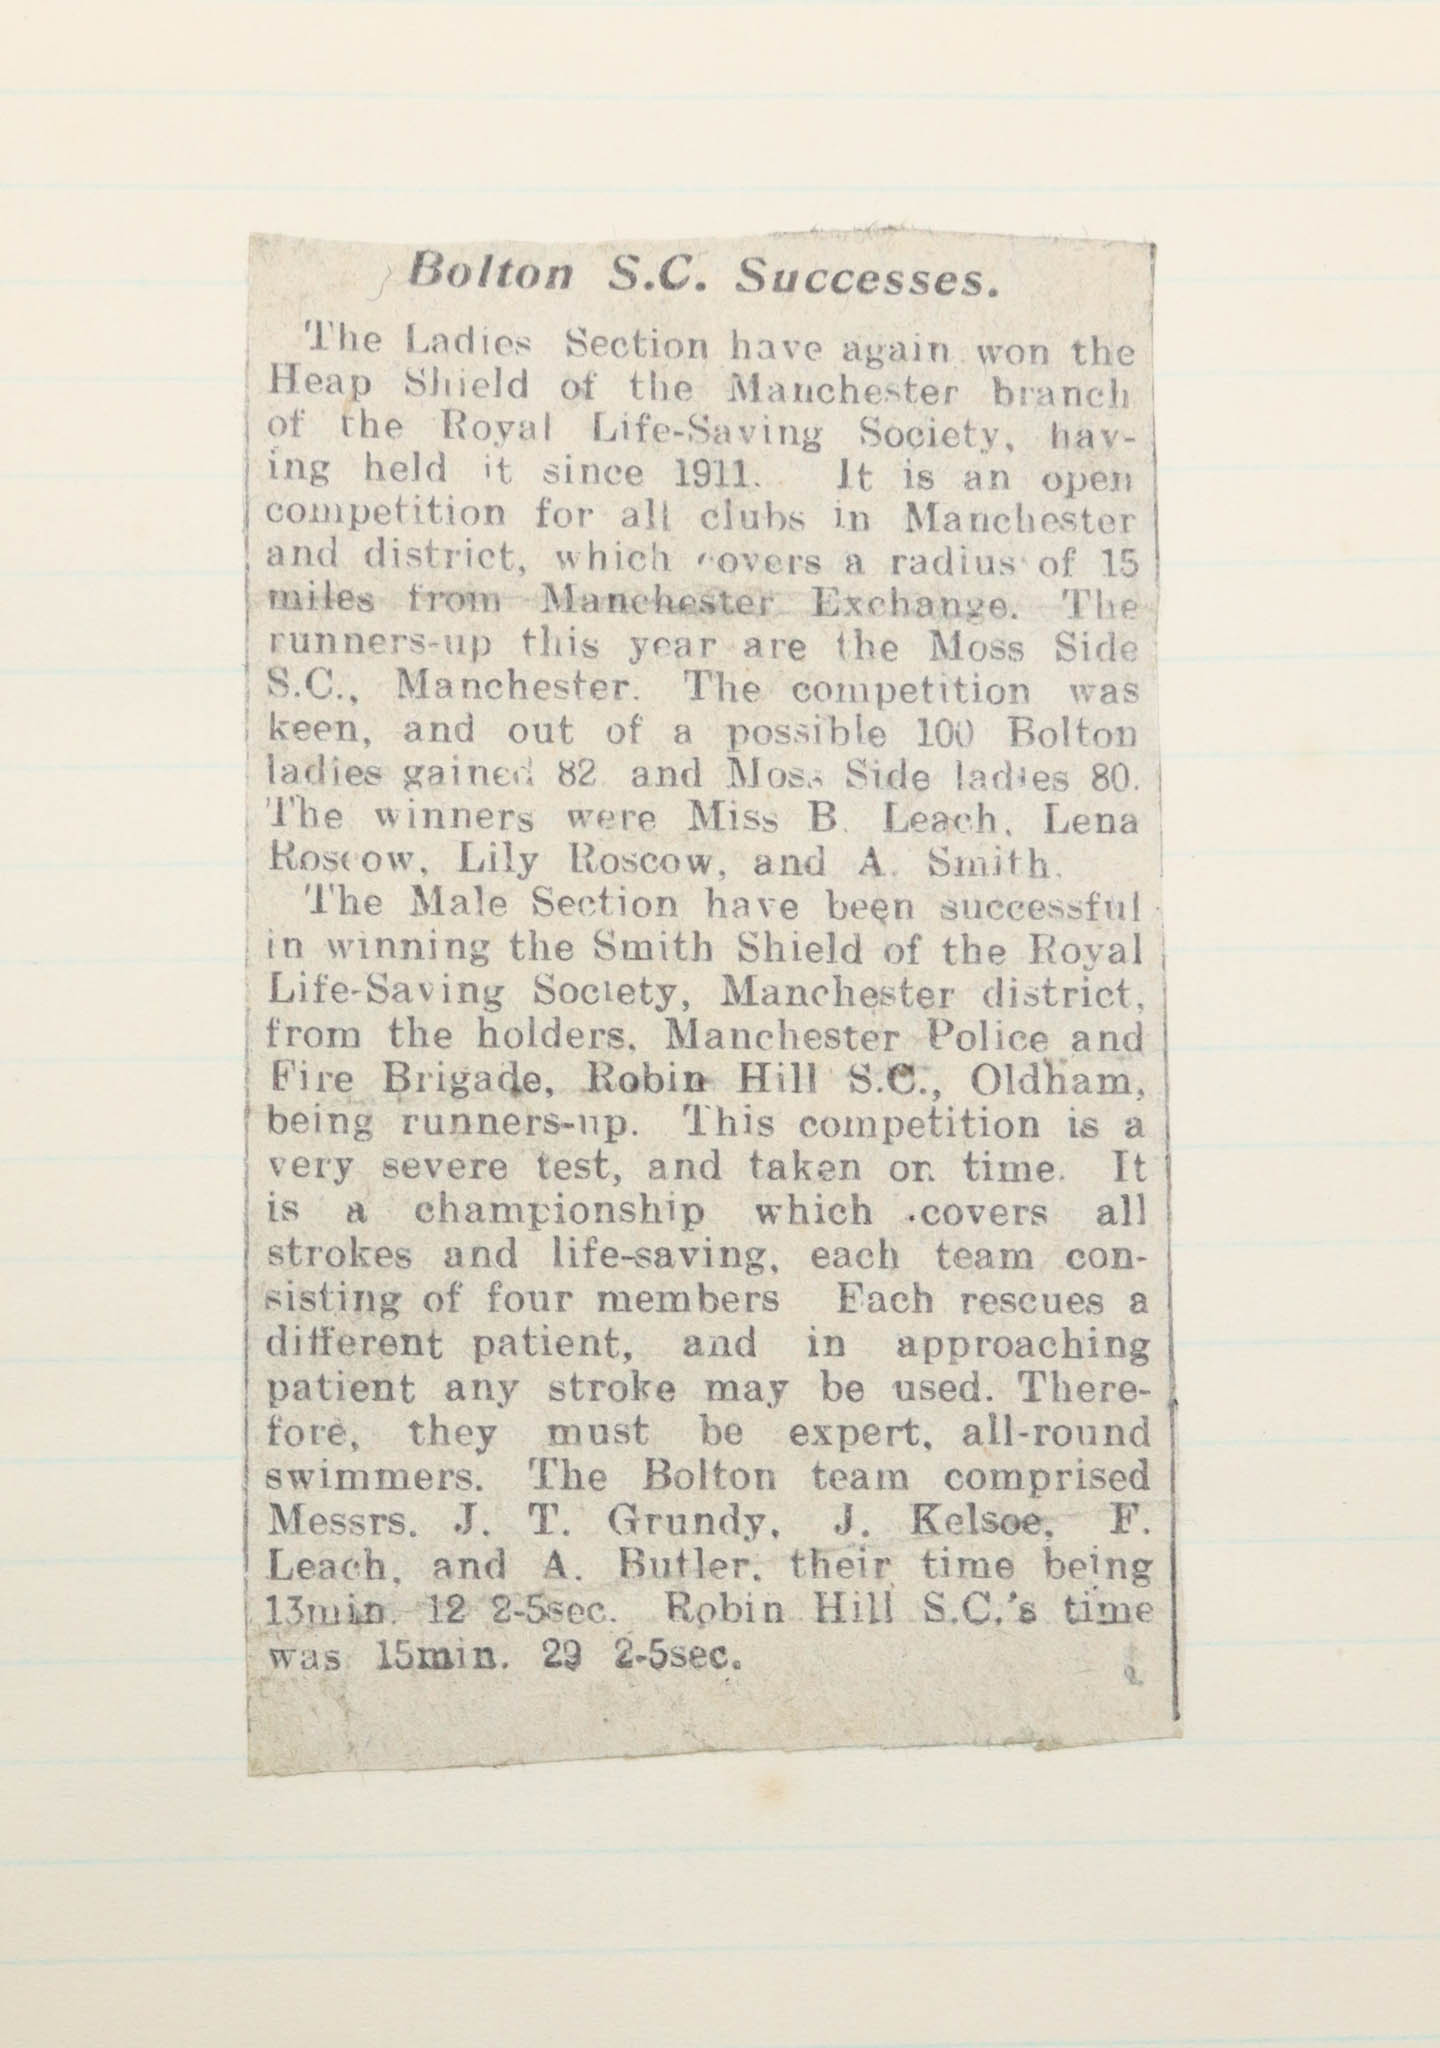 Bolton S.C. Successes.
The Ladies Section have again won the
Heap Shield of the Manchester branch
of the Royal Life-Saving Society, hav-
ing held it since 1911. It is an open
competition for all clubs in Manchester
and district, which covers a radius of 15
miles from Manchester Exchange. The
runners-up this year are the Moss Side
S.C., Manchester. The competition was
keen, and out of a possible 100 Bolton
ladies gained 82 and Moss Side ladies 80.
The winners were Miss B. Leach, Lena
Roscow, Lily Roscow, and A. Smith.
The Male Section have been successful
in winning the Smith Shield of the Royal
Life-Saving Society, Manchester district,
from the holders, Manchester Police and
Fire Brigade, Robin Hill S.C., Oldham,
being runners-up. This competition is a
very severe test, and taken on time. It
is a championship which covers all
strokes and life-saving, each team con-
sisting of four members Each rescues a
different patient, and in approaching
patient any stroke may be used. There-
fore, they must be expert, all-round
swimmers. The Bolton team comprised
Messrs. J. T. Grundy, J. Kelsoe, F.
Leach, and A. Butler, their time being
13min. 12 2-5sec. Robin Hill S.C.'s time
was 15min. 29 2-5sec.